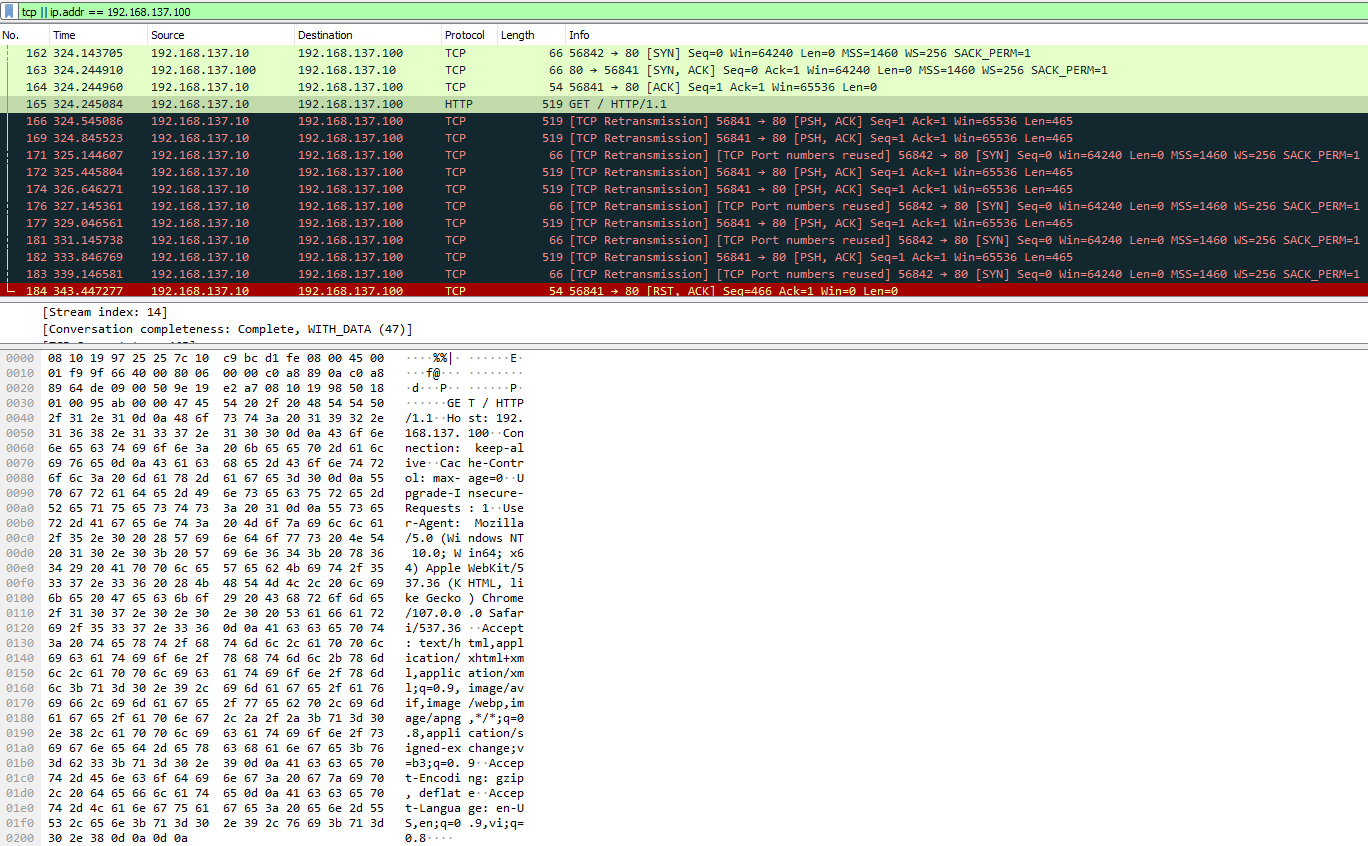 tcp || ip.addr == 192.168.137.100
No. Time Source Destination Protocol Length Info
162 324.143705 192.168.137.10 192.168.137.100 TCP 66 56842 → 80 [SYN] Seq=0 Win=64240 Len=0 MSS=1460 WS=256 SACK_PERM=1
163 324.244910 192.168.137.100 192.168.137.10 TCP 66 80 → 56841 [SYN, ACK] Seq=0 Ack=1 Win=64240 Len=0 MSS=1460 WS=256 SACK_PERM=1
164 324.244960 192.168.137.10 192.168.137.100 TCP 54 56841 → 80 [ACK] Seq=1 Ack=1 Win=65536 Len=0
165 324.245084 192.168.137.10 192.168.137.100 HTTP 519 GET / HTTP/1.1
166 324.545086 192.168.137.10 192.168.137.100 TCP 519 [TCP Retransmission] 56841 → 80 [PSH, ACK] Seq=1 Ack=1 Win=65536 Len=465
169 324.845523 192.168.137.10 192.168.137.100 TCP 519 [TCP Retransmission] 56841 → 80 [PSH, ACK] Seq=1 Ack=1 Win=65536 Len=465
171 325.144607 192.168.137.10 192.168.137.100 TCP 66 [TCP Retransmission] [TCP Port numbers reused] 56842 → 80 [SYN] Seq=0 Win=64240 Len=0 MSS=1460 WS=256 SACK_PERM=1
172 325.445804 192.168.137.10 192.168.137.100 TCP 519 [TCP Retransmission] 56841 → 80 [PSH, ACK] Seq=1 Ack=1 Win=65536 Len=465
174 326.646271 192.168.137.10 192.168.137.100 TCP 519 [TCP Retransmission] 56841 → 80 [PSH, ACK] Seq=1 Ack=1 Win=65536 Len=465
176 327.145361 192.168.137.10 192.168.137.100 TCP 66 [TCP Retransmission] [TCP Port numbers reused] 56842 → 80 [SYN] Seq=0 Win=64240 Len=0 MSS=1460 WS=256 SACK_PERM=1
177 329.046561 192.168.137.10 192.168.137.100 TCP 519 [TCP Retransmission] 56841 → 80 [PSH, ACK] Seq=1 Ack=1 Win=65536 Len=465
181 331.145738 192.168.137.10 192.168.137.100 TCP 66 [TCP Retransmission] [TCP Port numbers reused] 56842 → 80 [SYN] Seq=0 Win=64240 Len=0 MSS=1460 WS=256 SACK_PERM=1
182 333.846769 192.168.137.10 192.168.137.100 TCP 519 [TCP Retransmission] 56841 → 80 [PSH, ACK] Seq=1 Ack=1 Win=65536 Len=465
183 339.146581 192.168.137.10 192.168.137.100 TCP 66 [TCP Retransmission] [TCP Port numbers reused] 56842 → 80 [SYN] Seq=0 Win=64240 Len=0 MSS=1460 WS=256 SACK_PERM=1
184 343.447277 192.168.137.10 192.168.137.100 TCP 54 56841 → 80 [RST, ACK] Seq=466 Ack=1 Win=0 Len=0
[Stream index: 14]
[Conversation completeness: Complete, WITH_DATA (47)]
0000 08 10 19 97 25 25 7c 10 c9 bc d1 fe 08 00 45 00 ····%%|· ······E·
0010 01 f9 9f 66 40 00 80 06 00 00 c0 a8 89 0a c0 a8 ···f@··· ········
0020 89 64 de 09 00 50 9e 19 e2 a7 08 10 19 98 50 18 ·d···P·· ······P·
0030 01 00 95 ab 00 00 47 45 54 20 2f 20 48 54 54 50 ······GE T / HTTP
0040 2f 31 2e 31 0d 0a 48 6f 73 74 3a 20 31 39 32 2e /1.1··Ho st: 192.
0050 31 36 38 2e 31 33 37 2e 31 30 30 0d 0a 43 6f 6e 168.137. 100··Con
0060 6e 65 63 74 69 6f 6e 3a 20 6b 65 65 70 2d 61 6c nection: keep-al
0070 69 76 65 0d 0a 43 61 63 68 65 2d 43 6f 6e 74 72 ive··Cac he-Contr
0080 6f 6c 3a 20 6d 61 78 2d 61 67 65 3d 30 0d 0a 55 ol: max- age=0··U
0090 70 67 72 61 64 65 2d 49 6e 73 65 63 75 72 65 2d pgrade-I nsecure-
00a0 52 65 71 75 65 73 74 73 3a 20 31 0d 0a 55 73 65 Requests : 1··Use
00b0 72 2d 41 67 65 6e 74 3a 20 4d 6f 7a 69 6c 6c 61 r-Agent: Mozilla
00c0 2f 35 2e 30 20 28 57 69 6e 64 6f 77 73 20 4e 54 /5.0 (Wi ndows NT
00d0 20 31 30 2e 30 3b 20 57 69 6e 36 34 3b 20 78 36 10.0; W in64; x6
00e0 34 29 20 41 70 70 6c 65 57 65 62 4b 69 74 2f 35 4) Apple WebKit/5
00f0 33 37 2e 33 36 20 28 4b 48 54 4d 4c 2c 20 6c 69 37.36 (K HTML, li
0100 6b 65 20 47 65 63 6b 6f 29 20 43 68 72 6f 6d 65 ke Gecko ) Chrome
0110 2f 31 30 37 2e 30 2e 30 2e 30 20 53 61 66 61 72 /107.0.0 .0 Safar
0120 69 2f 35 33 37 2e 33 36 0d 0a 41 63 63 65 70 74 i/537.36 ··Accept
0130 3a 20 74 65 78 74 2f 68 74 6d 6c 2c 61 70 70 6c : text/h tml,appl
0140 69 63 61 74 69 6f 6e 2f 78 68 74 6d 6c 2b 78 6d ication/ xhtml+xm
0150 6c 2c 61 70 70 6c 69 63 61 74 69 6f 6e 2f 78 6d l,applic ation/xm
0160 6c 3b 71 3d 30 2e 39 2c 69 6d 61 67 65 2f 61 76 l;q=0.9, image/av
0170 69 66 2c 69 6d 61 67 65 2f 77 65 62 70 2c 69 6d if,image /webp,im
0180 61 67 65 2f 61 70 6e 67 2c 2a 2f 2a 3b 71 3d 30 age/apng ,*/*;q=0
0190 2e 38 2c 61 70 70 6c 69 63 61 74 69 6f 6e 2f 73 .8,appli cation/s
01a0 69 67 6e 65 64 2d 65 78 63 68 61 6e 67 65 3b 76 igned-ex change;v
01b0 3d 62 33 3b 71 3d 30 2e 39 0d 0a 41 63 63 65 70 =b3;q=0. 9··Accep
01c0 74 2d 45 6e 63 6f 64 69 6e 67 3a 20 67 7a 69 70 t-Encodi ng: gzip
01d0 2c 20 64 65 66 6c 61 74 65 0d 0a 41 63 63 65 70 , deflat e··Accep
01e0 74 2d 4c 61 6e 67 75 61 67 65 3a 20 65 6e 2d 55 t-Langua ge: en-U
01f0 53 2c 65 6e 3b 71 3d 30 2e 39 2c 76 69 3b 71 3d S,en;q=0 .9,vi;q=
0200 30 2e 38 0d 0a 0d 0a 0.8····